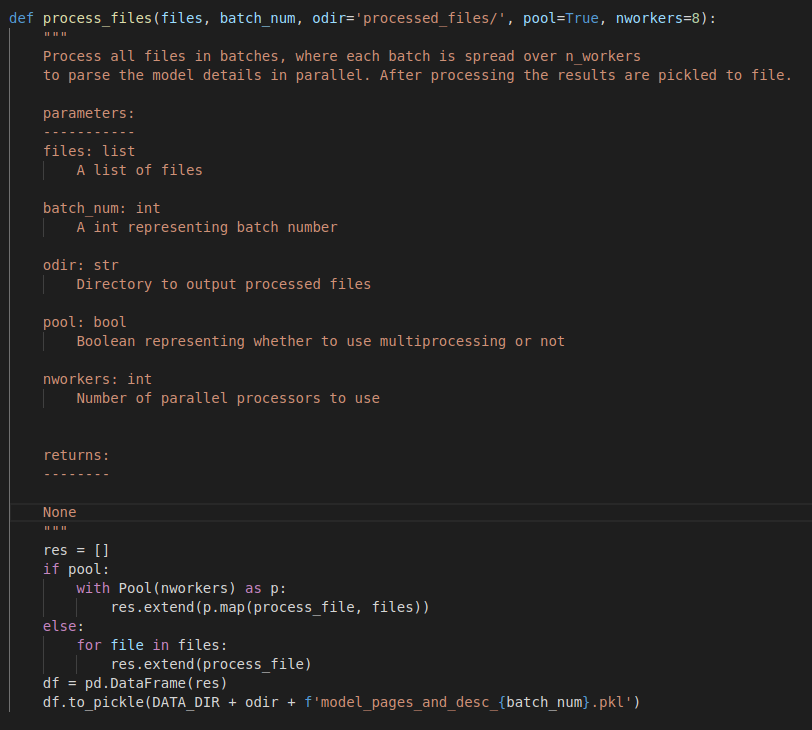 def process_files(files, batch_num, odir='processed_files/', pool=True, nworkers=8):
    """
    Process all files in batches, where each batch is spread over n_workers
    to parse the model details in parallel. After processing the results are pickled to file.

    parameters:
    -----------
    files: list
        A list of files

    batch_num: int
        A int representing batch number

    odir: str
        Directory to output processed files

    pool: bool
        Boolean representing whether to use multiprocessing or not

    nworkers: int
        Number of parallel processors to use


    returns:
    --------

    None
    """
    res = []
    if pool:
        with Pool(nworkers) as p:
            res.extend(p.map(process_file, files))
    else:
        for file in files:
            res.extend(process_file)
    df = pd.DataFrame(res)
    df.to_pickle(DATA_DIR + odir + f'model_pages_and_desc_{batch_num}.pkl')